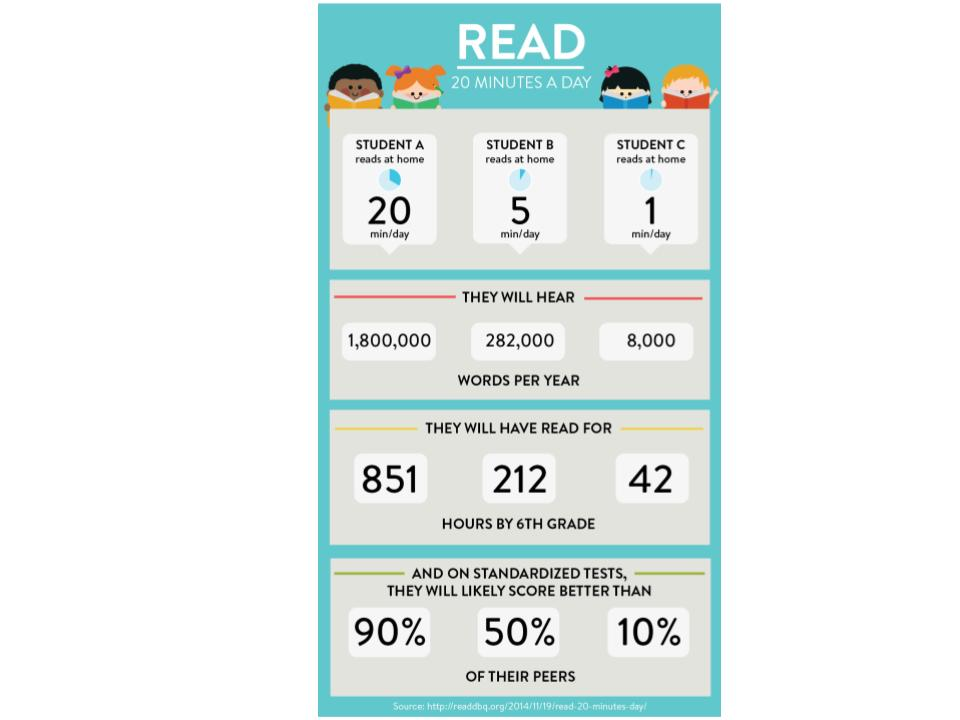 READ
20 MINUTES A DAY
STUDENT A
reads at home
20
min/day
STUDENT B
reads at home
5
min/day
STUDENT C
reads at home
1
min/day
THEY WILL HEAR
1,800,000 282,000 8,000
WORDS PER YEAR
THEY WILL HAVE READ FOR
851 212 42
HOURS BY 6TH GRADE
AND ON STANDARDIZED TESTS,
THEY WILL LIKELY SCORE BETTER THAN
90% 50% 10%
OF THEIR PEERS
Source: http://readdbq.org/2014/11/19/read-20-minutes-day/